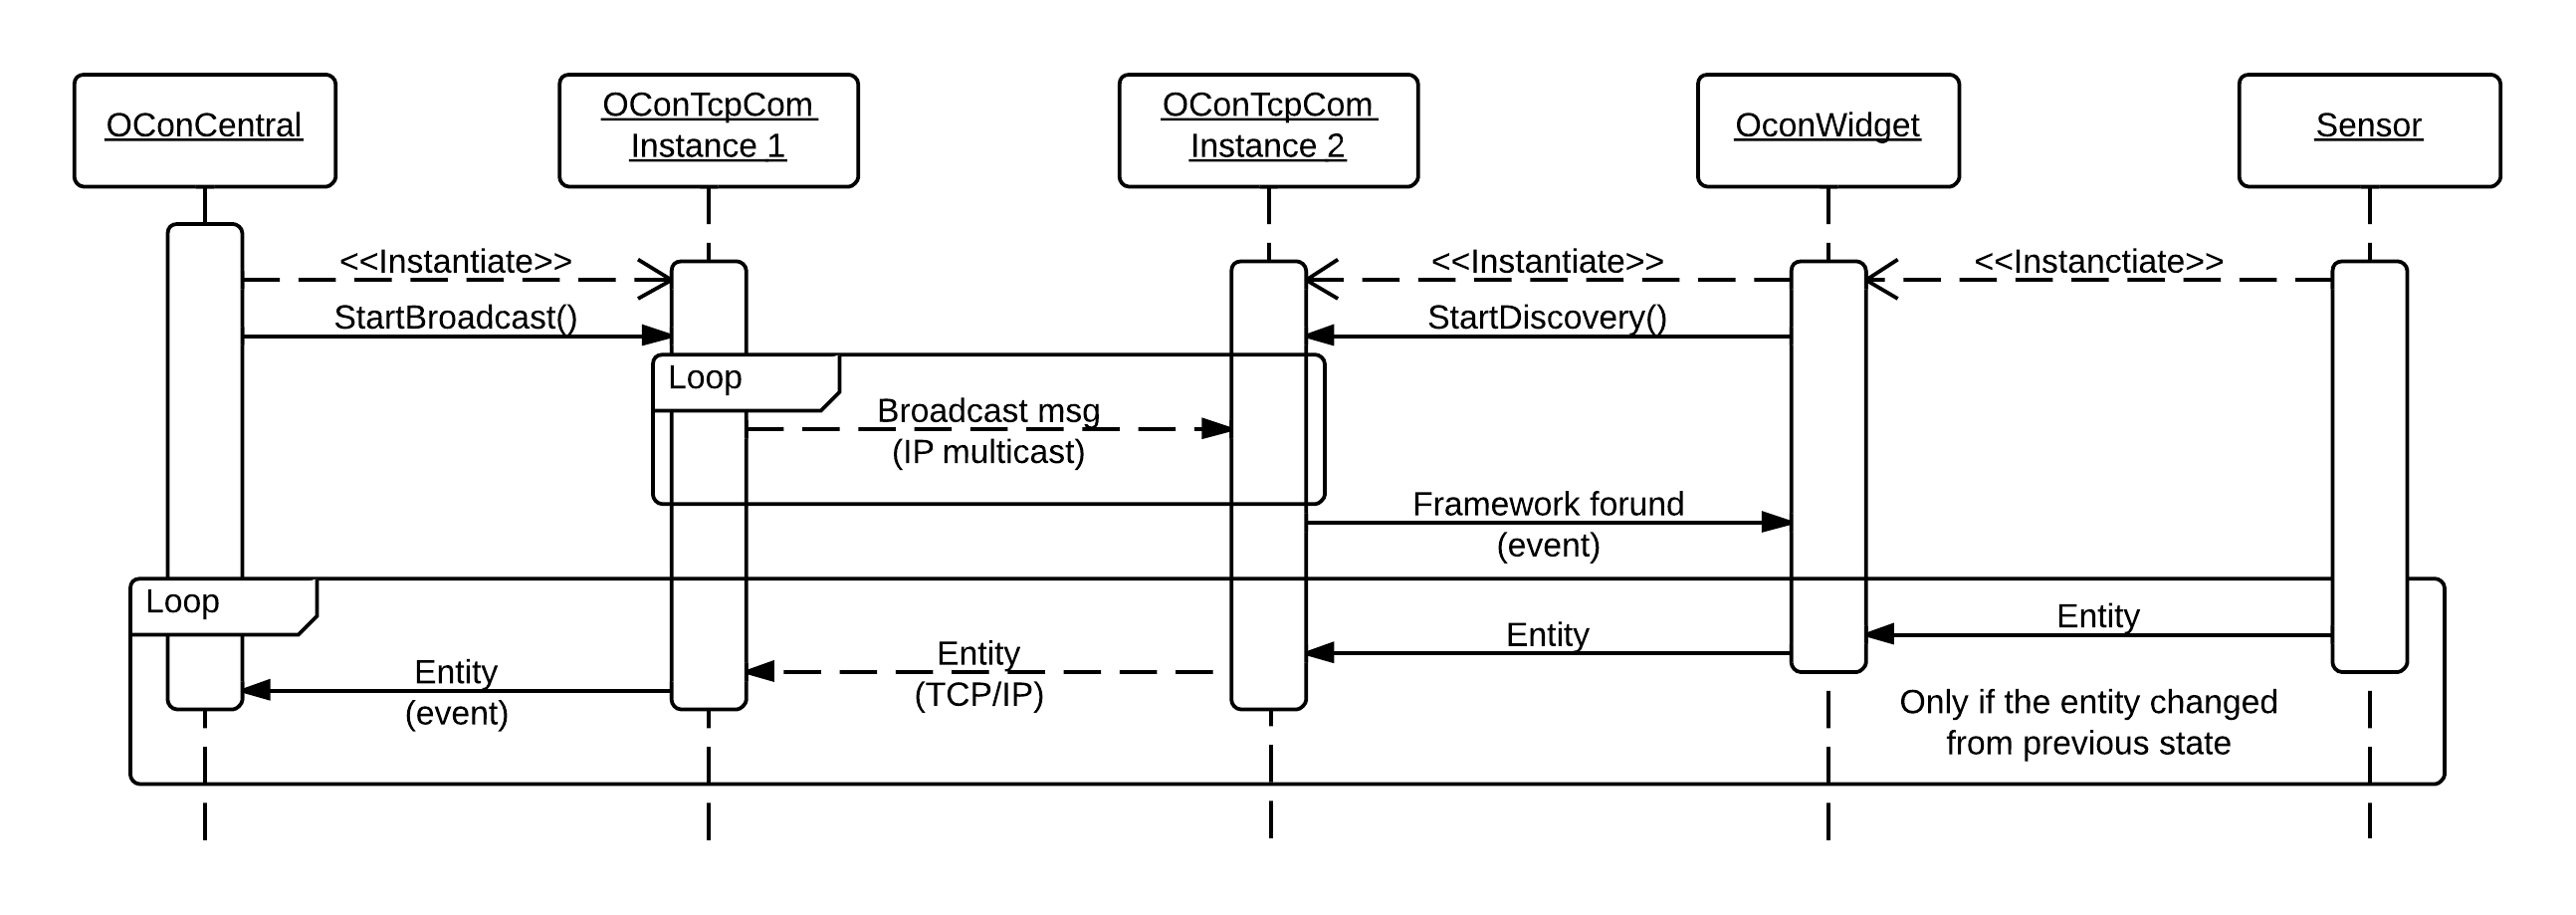 OConCentral
OConTcpCom
Instance 1
OConTcpCom
Instance 2
OconWidget
Sensor
<<Instantiate>>
<<Instantiate>>
<<Instanctiate>>
StartBroadcast()
StartDiscovery()
Loop
Broadcast msg
(IP multicast)
Framework forund
(event)
Loop
Entity
Entity
Entity
(TCP/IP)
Entity
(event)
Only if the entity changed
from previous state